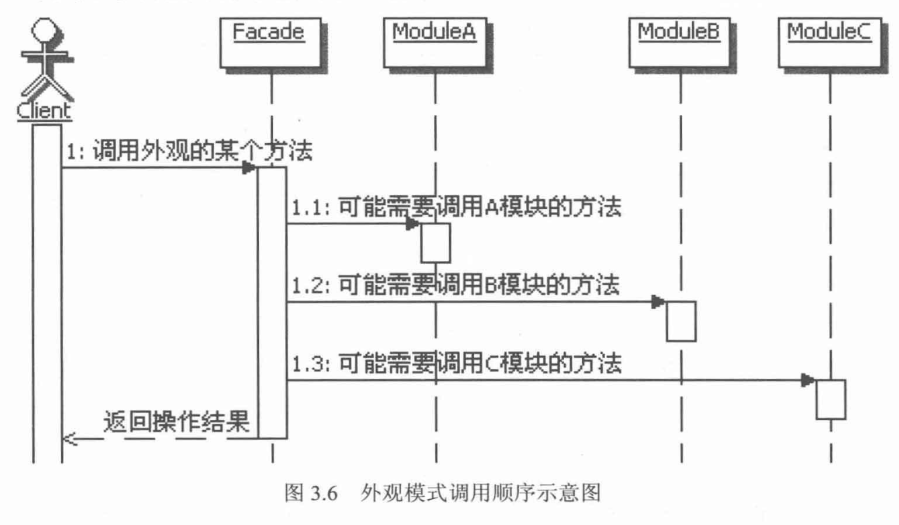 Client
Facade
ModuleA
ModuleB
ModuleC
1: 调用外观的某个方法
1.1: 可能需要调用A模块的方法
1.2: 可能需要调用B模块的方法
1.3: 可能需要调用C模块的方法
返回操作结果
图 3.6 外观模式调用顺序示意图